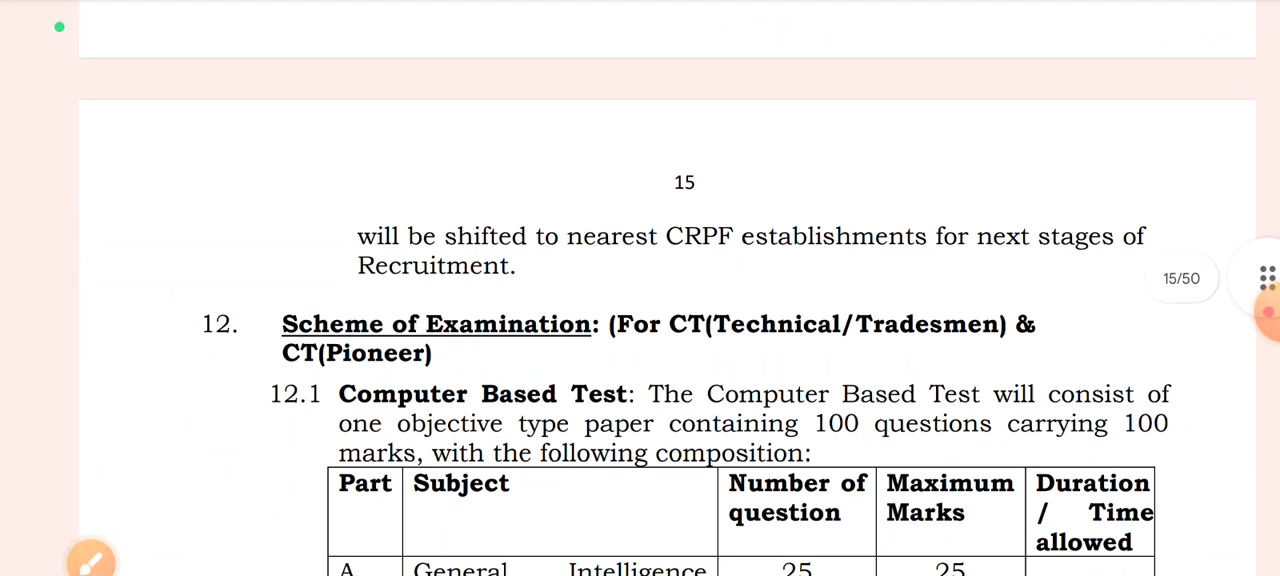 15
will be shifted to nearest CRPF establishments for next stages of
Recruitment.
15/50
12. Scheme of Examination: (For CT(Technical/Tradesmen) &
CT(Pioneer)
12.1 Computer Based Test: The Computer Based Test will consist of
one objective type paper containing 100 questions carrying 100
marks, with the following composition:
Part Subject Number of question Maximum Marks Duration / Time allowed
A General Intelligence 25 25